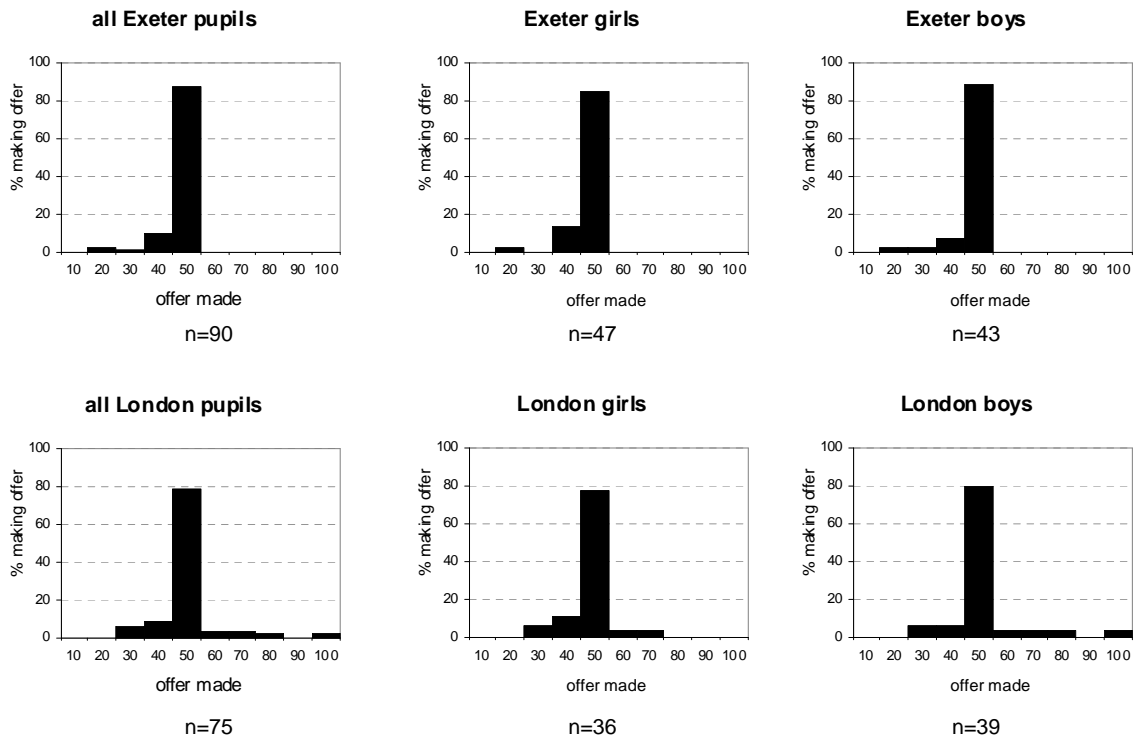 all Exeter pupils
100
80
60
40
20
0
% making offer
10 20 30 40 50 60 70 80 90 100
offer made
n=90
Exeter girls
100
80
60
40
20
0
% making offer
10 20 30 40 50 60 70 80 90 100
offer made
n=47
Exeter boys
100
80
60
40
20
0
% making offer
10 20 30 40 50 60 70 80 90 100
offer made
n=43
all London pupils
100
80
60
40
20
0
% making offer
10 20 30 40 50 60 70 80 90 100
offer made
n=75
London girls
100
80
60
40
20
0
% making offer
10 20 30 40 50 60 70 80 90 100
offer made
n=36
London boys
100
80
60
40
20
0
% making offer
10 20 30 40 50 60 70 80 90 100
offer made
n=39